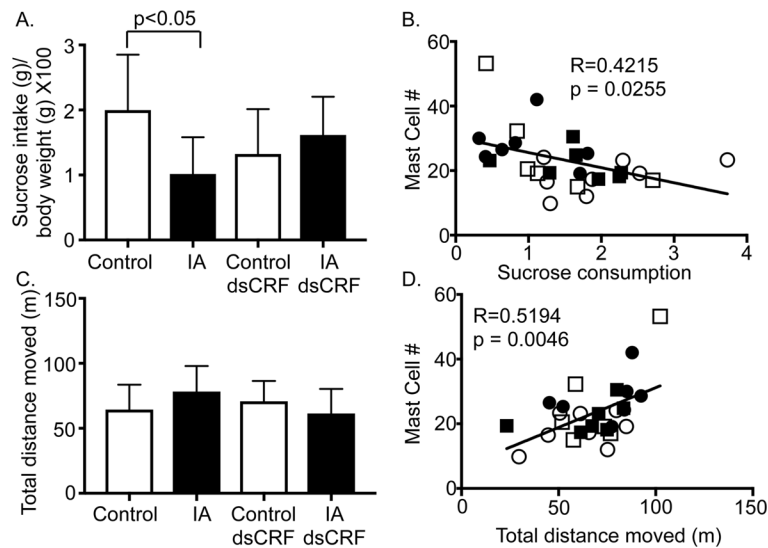 A.
p<0.05
Sucrose intake (g)/
body weight (g) X100
3
2
1
0
Control
IA
Control
dsCRF
IA
dsCRF
B.
R=0.4215
p = 0.0255
Mast Cell #
60
40
20
0
0
1
2
3
4
Sucrose consumption
C.
Total distance moved (m).
150
100
50
0
Control
IA
Control
dsCRF
IA
dsCRF
D.
R=0.5194
p = 0.0046
Mast Cell #
60
40
20
0
0
50
100
150
Total distance moved (m)